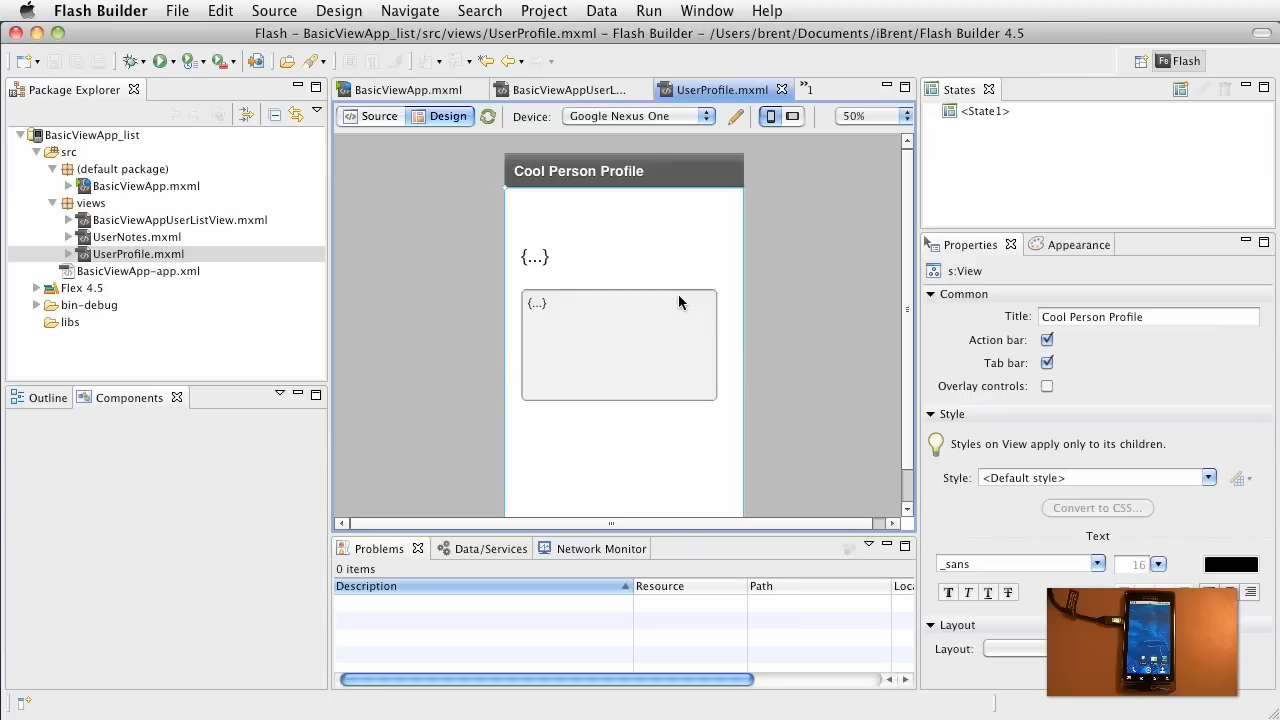 Flash Builder File Edit Source Design Navigate Search Project Data Run Window Help
Flash – BasicViewApp_list/src/views/UserProfile.mxml – Flash Builder – /Users/brent/Documents/iBrent/Flash Builder 4.5
Fb Flash
Package Explorer
BasicViewApp_list
src
(default package)
BasicViewApp.mxml
views
BasicViewAppUserListView.mxml
UserNotes.mxml
UserProfile.mxml
BasicViewApp-app.xml
Flex 4.5
bin-debug
libs
Outline Components
BasicViewApp.mxml BasicViewAppUserL... UserProfile.mxml »1
Source Design Device: Google Nexus One 50%
Cool Person Profile
{...}
{...}
Problems Data/Services Network Monitor
0 items
Description Resource Path Loca
States
<State1>
Properties Appearance
s:View
Common
Title: Cool Person Profile
Action bar:
Tab bar:
Overlay controls:
Style
Styles on View apply only to its children.
Style: <Default style>
Convert to CSS...
Text
_sans 16
T T T T
Layout
Layout: